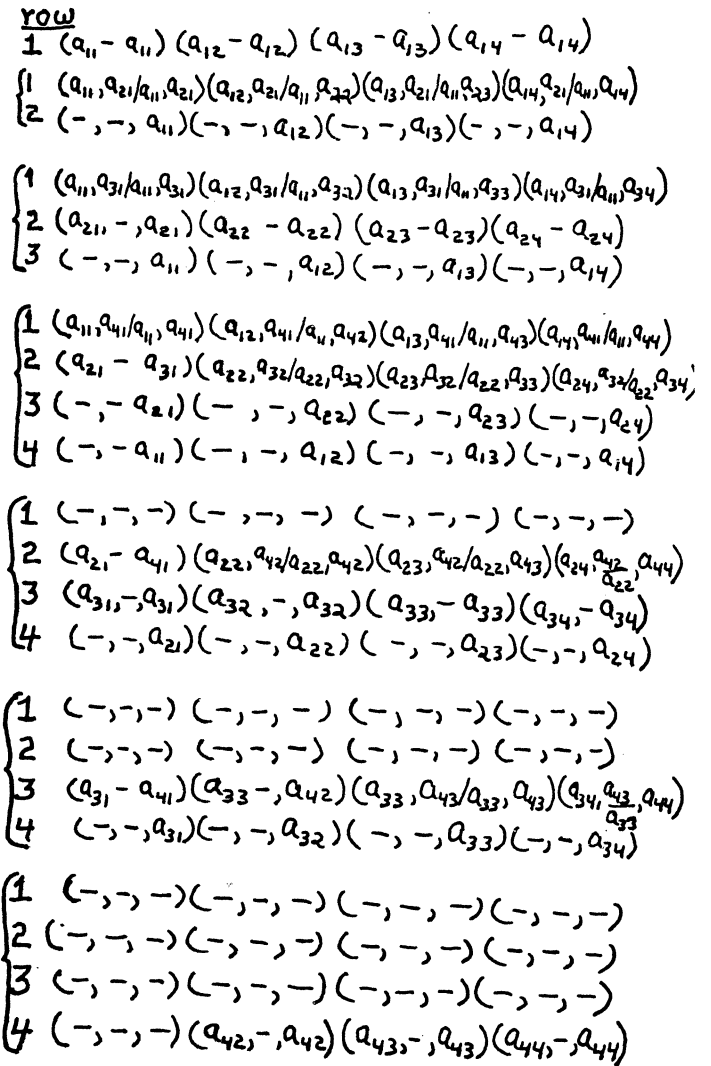 row
1 (a₁₁ - a₁₁) (a₁₂ - a₁₂) (a₁₃ - a₁₃) (a₁₄ - a₁₄)
1 (a₁₁, a₂₁/a₁₁, a₂₁) (a₁₂, a₂₁/a₁₁, a₂₂) (a₁₃, a₂₁/a₁₁, a₂₃) (a₁₄, a₂₁/a₁₁, a₂₄)
2 (-, -, a₁₁) (-, -, a₁₂) (-, -, a₁₃) (-, -, a₁₄)
1 (a₁₁, a₃₁/a₁₁, a₃₁) (a₁₂, a₃₁/a₁₁, a₃₂) (a₁₃, a₃₁/a₁₁, a₃₃) (a₁₄, a₃₁/a₁₁, a₃₄)
2 (a₂₁, -, a₂₁) (a₂₂ - a₂₂) (a₂₃ - a₂₃) (a₂₄ - a₂₄)
3 (-, -, a₁₁) (-, -, a₁₂) (-, -, a₁₃) (-, -, a₁₄)
1 (a₁₁, a₄₁/a₁₁, a₄₁) (a₁₂, a₄₁/a₁₁, a₄₂) (a₁₃, a₄₁/a₁₁, a₄₃) (a₁₄, a₄₁/a₁₁, a₄₄)
2 (a₂₁ - a₃₁) (a₂₂, a₃₂/a₂₂, a₃₂) (a₂₃, a₃₂/a₂₂, a₃₃) (a₂₄, a₃₂/a₂₂, a₃₄)
3 (-, - a₂₁) (-, -, a₂₂) (-, -, a₂₃) (-, -, a₂₄)
4 (-, - a₁₁) (-, -, a₁₂) (-, -, a₁₃) (-, -, a₁₄)
1 (-, -, -) (-, -, -) (-, -, -) (-, -, -)
2 (a₂₁ - a₄₁) (a₂₂, a₄₂/a₂₂, a₄₂) (a₂₃, a₄₂/a₂₂, a₄₃) (a₂₄, a₄₂/a₂₂, a₄₄)
3 (a₃₁, -, a₃₁) (a₃₂, -, a₃₂) (a₃₃, - a₃₃) (a₃₄, - a₃₄)
4 (-, -, a₂₁) (-, -, a₂₂) (-, -, a₂₃) (-, -, a₂₄)
1 (-, -, -) (-, -, -) (-, -, -) (-, -, -)
2 (-, -, -) (-, -, -) (-, -, -) (-, -, -)
3 (a₃₁ - a₄₁) (a₃₃ -, a₄₂) (a₃₃, a₄₃/a₃₃, a₄₃) (a₃₄, a₄₃/a₃₃, a₄₄)
4 (-, -, a₃₁) (-, -, a₃₂) (-, -, a₃₃) (-, -, a₃₄)
1 (-, -, -) (-, -, -) (-, -, -) (-, -, -)
2 (-, -, -) (-, -, -) (-, -, -) (-, -, -)
3 (-, -, -) (-, -, -) (-, -, -) (-, -, -)
4 (-, -, -) (a₄₂, -, a₄₂) (a₄₃, -, a₄₃) (a₄₄, -, a₄₄)